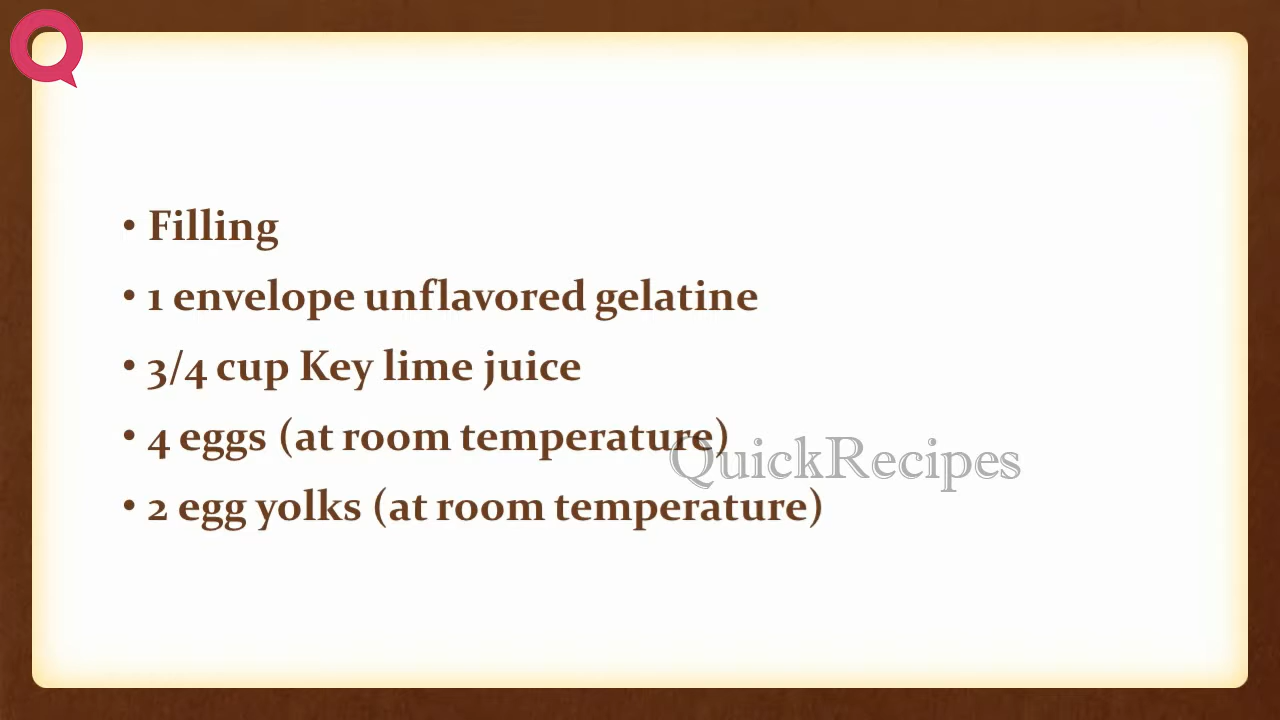 • Filling
• 1 envelope unflavored gelatine
• 3/4 cup Key lime juice
• 4 eggs (at room temperature)
QuickRecipes
• 2 egg yolks (at room temperature)